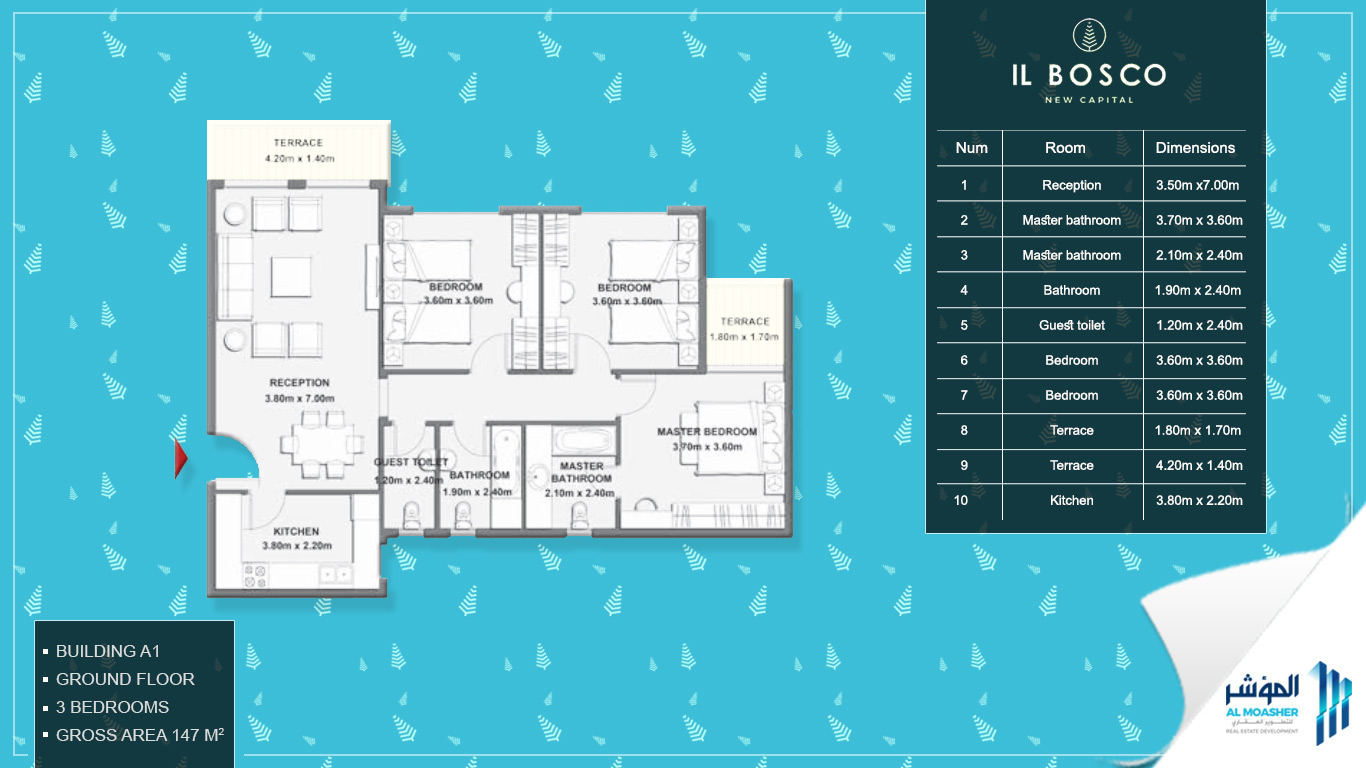 TERRACE
4.20m x 1.40m
BEDROOM
3.60m x 3.60m
BEDROOM
3.60m x 3.60m
TERRACE
1.80m x 1.70m
RECEPTION
3.80m x 7.00m
MASTER BEDROOM
3.70m x 3.60m
GUEST TOILET
1.20m x 2.40m
BATHROOM
1.90m x 2.40m
MASTER
BATHROOM
2.10m x 2.40m
KITCHEN
3.80m x 2.20m
BUILDING A1
GROUND FLOOR
3 BEDROOMS
GROSS AREA 147 M²
IL BOSCO
NEW CAPITAL
Num Room Dimensions
1 Reception 3.50m x7.00m
2 Master bathroom 3.70m x 3.60m
3 Master bathroom 2.10m x 2.40m
4 Bathroom 1.90m x 2.40m
5 Guest toilet 1.20m x 2.40m
6 Bedroom 3.60m x 3.60m
7 Bedroom 3.60m x 3.60m
8 Terrace 1.80m x 1.70m
9 Terrace 4.20m x 1.40m
10 Kitchen 3.80m x 2.20m
المؤشر
AL MOASHER
للتطوير العقاري
REAL ESTATE DEVELOPMENT